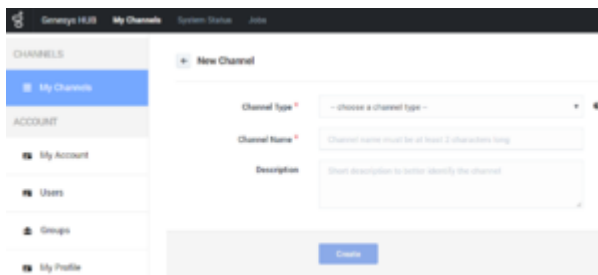 Genesys HUB My Channels System Status Jobs
CHANNELS
My Channels
ACCOUNT
My Account
Users
Groups
My Profile
New Channel
Channel Type *
-- choose a channel type --
Channel Name *
Channel name must be at least 2 characters long
Description
Short description to better identify the channel
Create